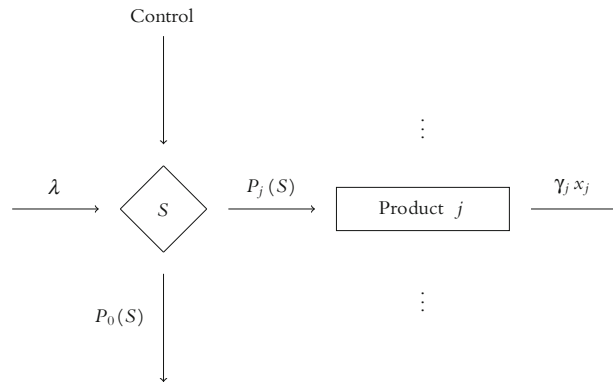 Control
⋮
λ
S
P_j(S)
Product j
γ_j x_j
P_0(S)
⋮